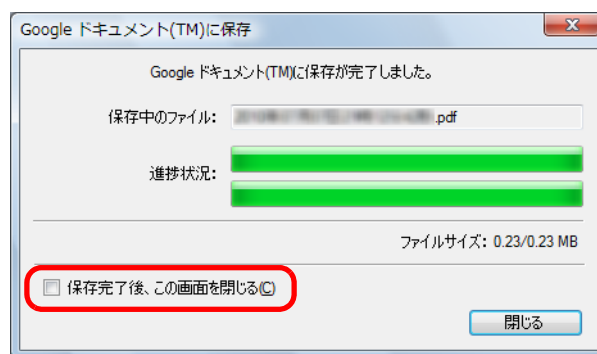 Google ドキュメント(TM)に保存
Google ドキュメント(TM)に保存が完了しました。
保存中のファイル: .pdf
進捗状況:
ファイルサイズ: 0.23/0.23 MB
保存完了後、この画面を閉じる(C)
閉じる